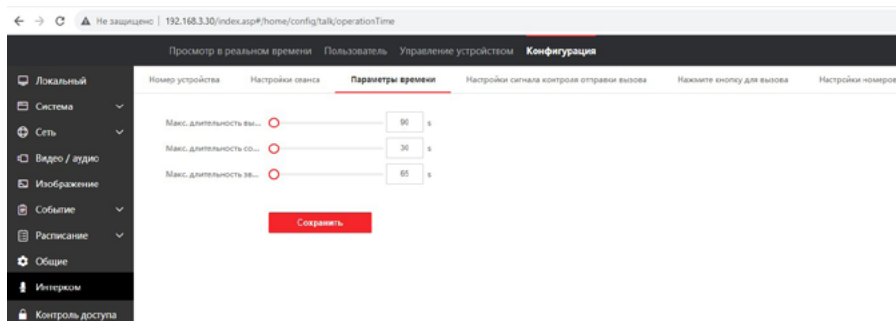 Не защищено | 192.168.3.30/index.asp#/home/config/talk/operationTime
Просмотр в реальном времени Пользователь Управление устройством Конфигурация
Локальный
Система
Сеть
Видео / аудио
Изображение
Событие
Расписание
Общие
Интерком
Контроль доступа
Номер устройства Настройки сеанса Параметры времени Настройки сигнала контроля отправки вызова Нажмите кнопку для вызова Настройки номеров
Макс. длительность вы... 90 s
Макс. длительность со... 30 s
Макс. длительность зв... 65 s
Сохранить